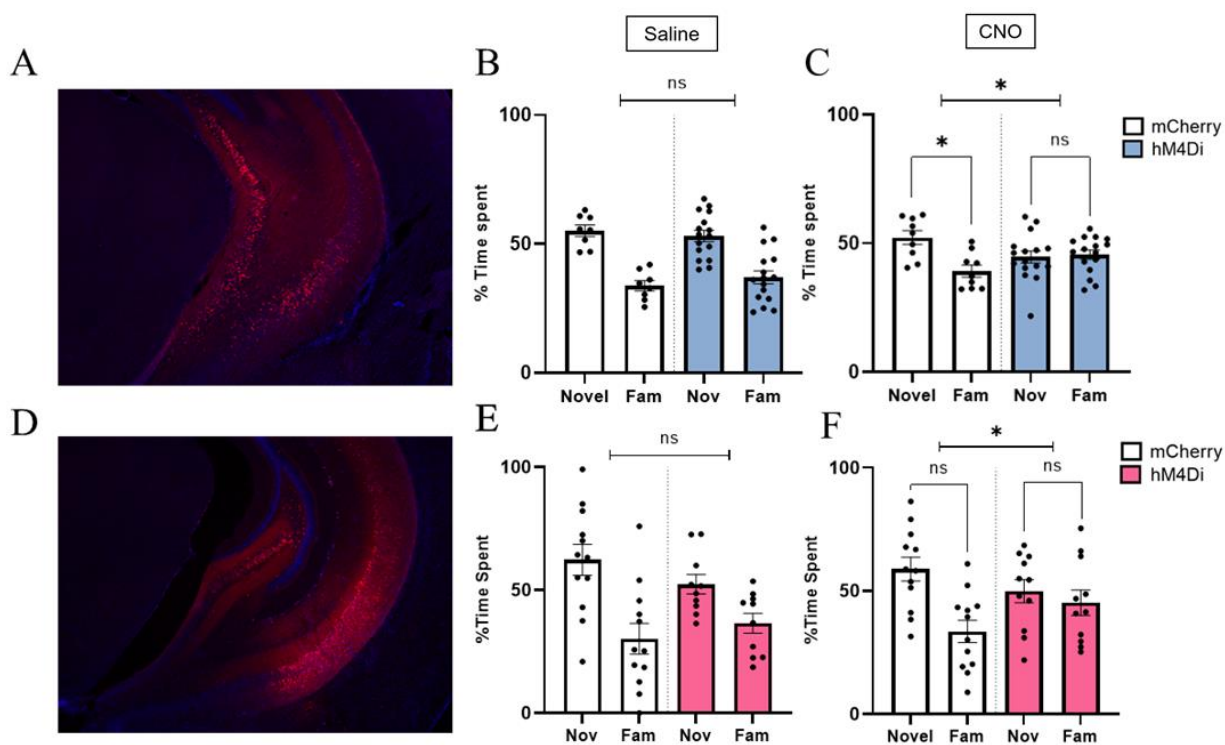 Saline
CNO
A
B
C
ns
*
100
50
0
% Time spent
Novel
Fam
Nov
Fam
100
50
0
% Time spent
*
ns
Novel
Fam
Nov
Fam
mCherry
hM4Di
D
E
F
ns
*
100
50
0
%Time Spent
Nov
Fam
Nov
Fam
100
50
0
%Time Spent
ns
ns
Novel
Fam
Nov
Fam
mCherry
hM4Di